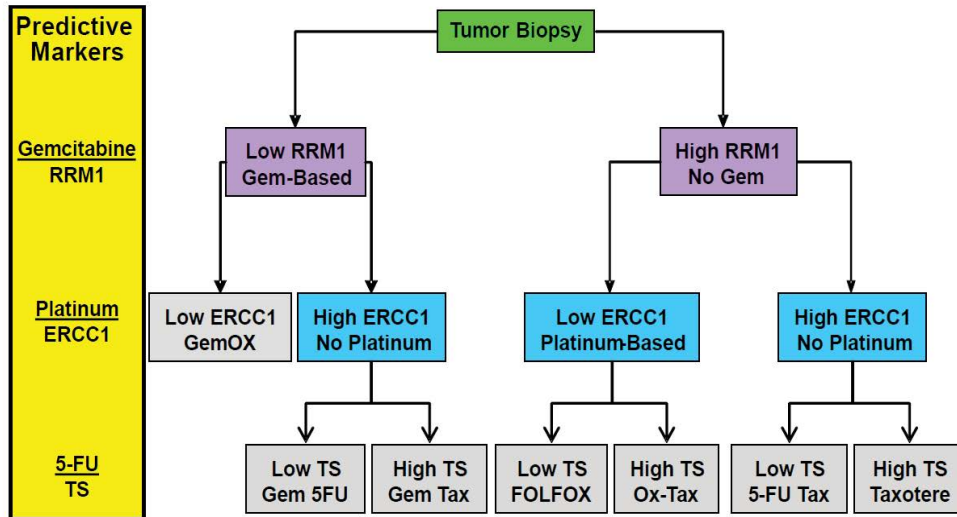 Predictive
Markers
Tumor Biopsy
Gemcitabine
RRM1
Low RRM1
Gem-Based
High RRM1
No Gem
Platinum
ERCC1
Low ERCC1
GemOX
High ERCC1
No Platinum
Low ERCC1
Platinum-Based
High ERCC1
No Platinum
5-FU
TS
Low TS
Gem 5FU
High TS
Gem Tax
Low TS
FOLFOX
High TS
Ox-Tax
Low TS
5-FU Tax
High TS
Taxotere